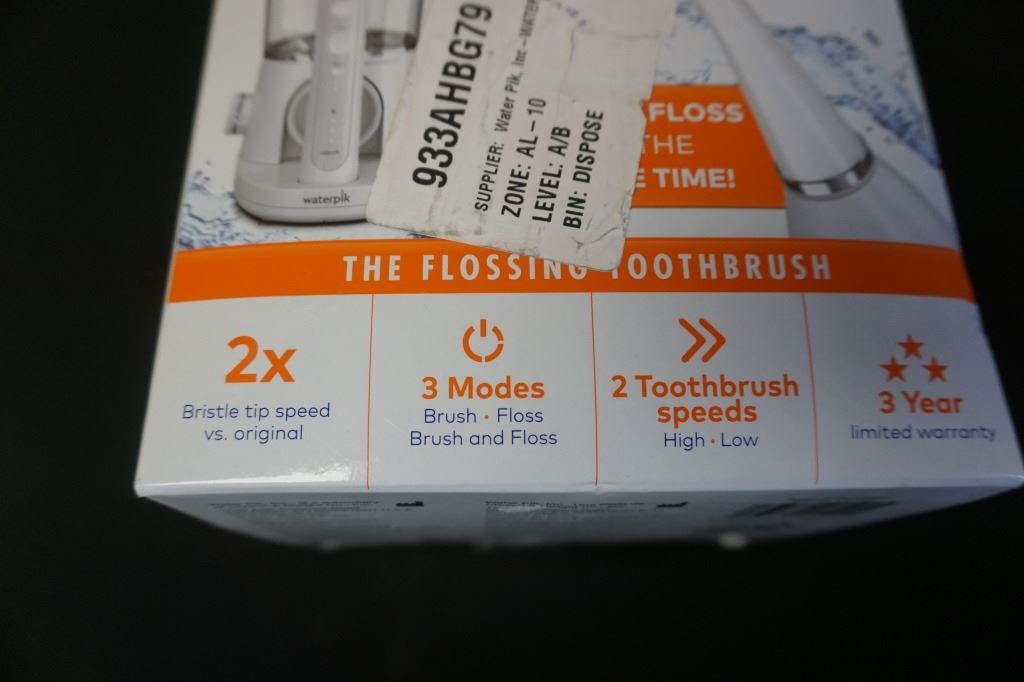 933AHBG79
SUPPLIER: Water Pik, Inc-WATER
ZONE: AL-10
LEVEL: A/B
BIN: DISPOSE
FLOSS
THE
TIME!
waterpik
THE FLOSSING TOOTHBRUSH
2x
Bristle tip speed
vs. original
3 Modes
Brush · Floss
Brush and Floss
2 Toothbrush
speeds
High · Low
3 Year
limited warranty